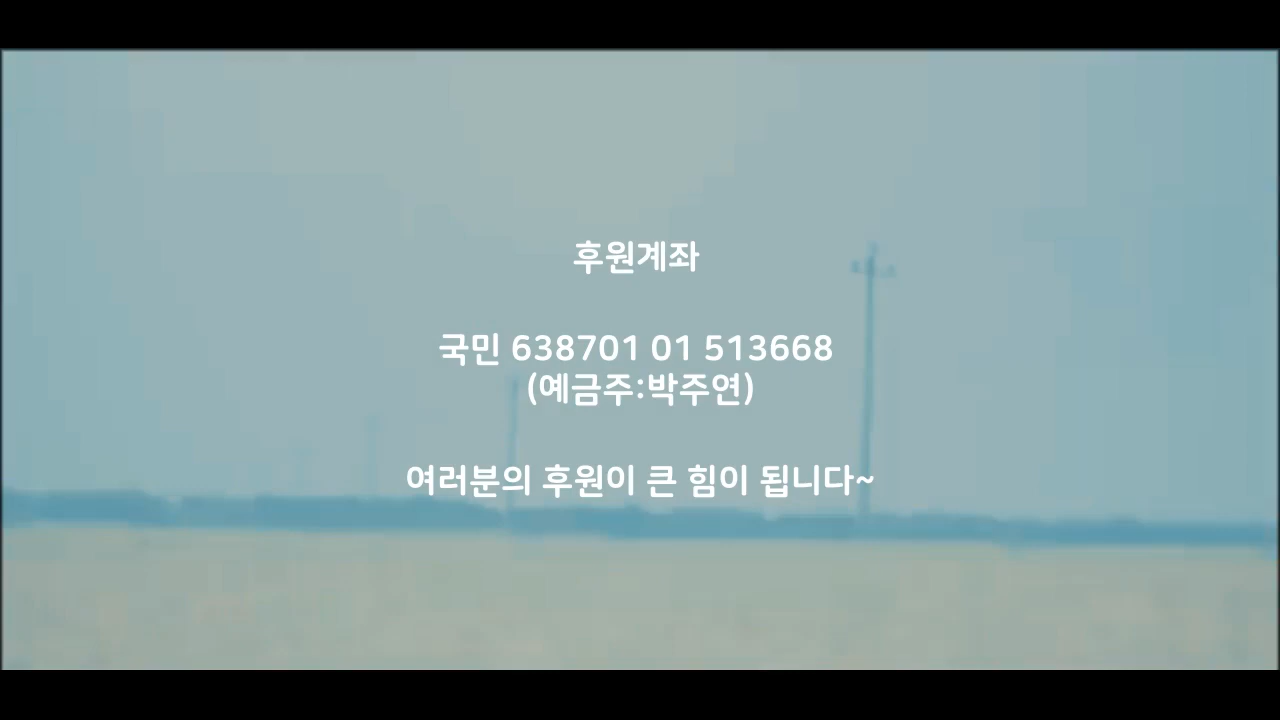 후원계좌
국민 638701 01 513668
(예금주:박주연)
여러분의 후원이 큰 힘이 됩니다~